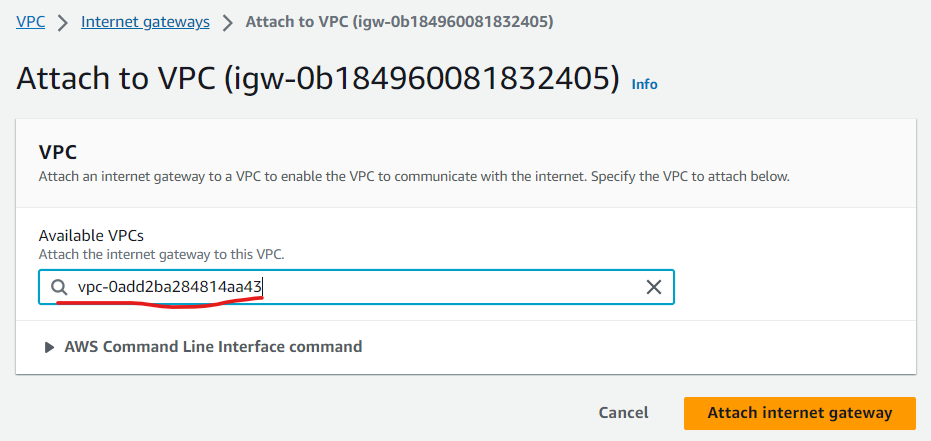 VPC > Internet gateways > Attach to VPC (igw-0b184960081832405)
Attach to VPC (igw-0b184960081832405) Info
VPC
Attach an internet gateway to a VPC to enable the VPC to communicate with the internet. Specify the VPC to attach below.
Available VPCs
Attach the internet gateway to this VPC.
vpc-0add2ba284814aa43
AWS Command Line Interface command
Cancel Attach internet gateway